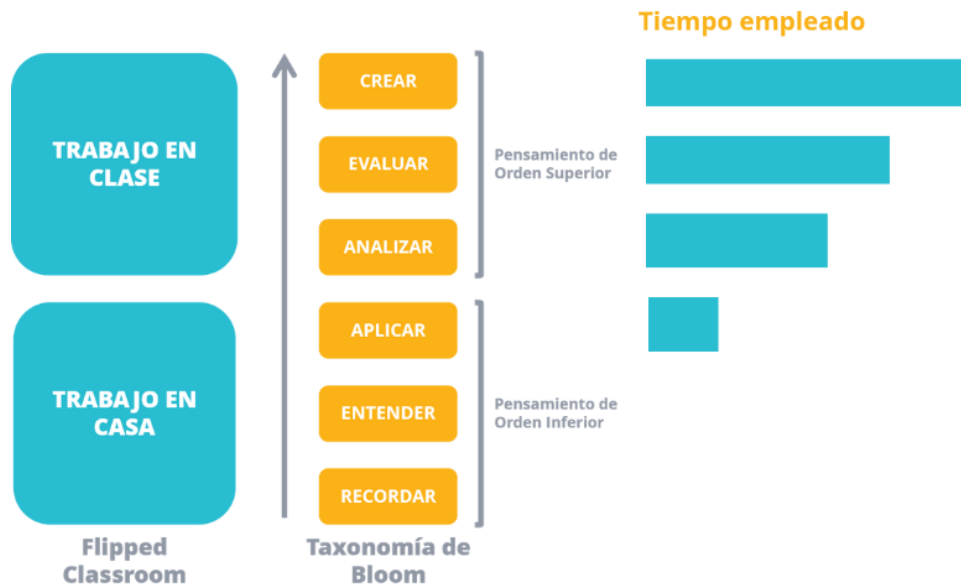 Tiempo empleado
TRABAJO EN
CLASE
CREAR
EVALUAR
ANALIZAR
Pensamiento de
Orden Superior
TRABAJO EN
CASA
APLICAR
ENTENDER
RECORDAR
Pensamiento de
Orden Inferior
Flipped
Classroom
Taxonomía de
Bloom